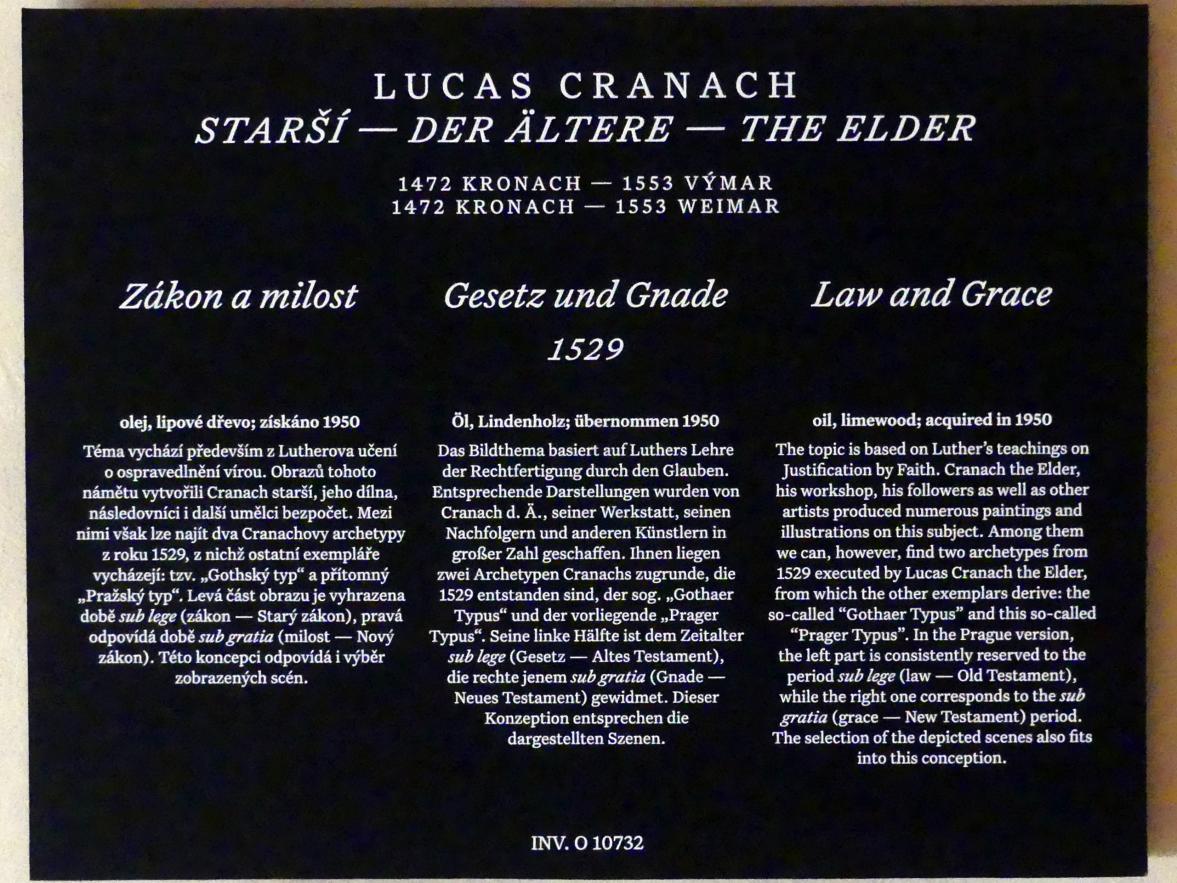 LUCAS CRANACH
STARŠÍ — DER ÄLTERE — THE ELDER
1472 KRONACH — 1553 VÝMAR
1472 KRONACH — 1553 WEIMAR
Zákon a milost
Gesetz und Gnade
Law and Grace
1529
olej, lipové dřevo; získáno 1950
Téma vychází především z Lutherova učení
o ospravedlnění vírou. Obrazů tohoto
námětu vytvořili Cranach starší, jeho dílna,
následovníci i další umělci bezpočet. Mezi
nimi však lze najít dva Cranachovy archetypy
z roku 1529, z nichž ostatní exempláře
vycházejí: tzv. „Gothský typ“ a přítomný
„Pražský typ“. Levá část obrazu je vyhrazena
době sub lege (zákon — Starý zákon), pravá
odpovídá době sub gratia (milost — Nový
zákon). Této koncepci odpovídá i výběr
zobrazených scén.
Öl, Lindenholz; übernommen 1950
Das Bildthema basiert auf Luthers Lehre
der Rechtfertigung durch den Glauben.
Entsprechende Darstellungen wurden von
Cranach d. Ä., seiner Werkstatt, seinen
Nachfolgern und anderen Künstlern in
großer Zahl geschaffen. Ihnen liegen
zwei Archetypen Cranachs zugrunde, die
1529 entstanden sind, der sog. „Gothaer
Typus“ und der vorliegende „Prager
Typus“. Seine linke Hälfte ist dem Zeitalter
sub lege (Gesetz — Altes Testament),
die rechte jenem sub gratia (Gnade —
Neues Testament) gewidmet. Dieser
Konzeption entsprechen die
dargestellten Szenen.
oil, limewood; acquired in 1950
The topic is based on Luther’s teachings on
Justification by Faith. Cranach the Elder,
his workshop, his followers as well as other
artists produced numerous paintings and
illustrations on this subject. Among them
we can, however, find two archetypes from
1529 executed by Lucas Cranach the Elder,
from which the other exemplars derive: the
so-called “Gothaer Typus” and this so-called
“Prager Typus”. In the Prague version,
the left part is consistently reserved to the
period sub lege (law — Old Testament),
while the right one corresponds to the sub
gratia (grace — New Testament) period.
The selection of the depicted scenes also fits
into this conception.
INV. O 10732